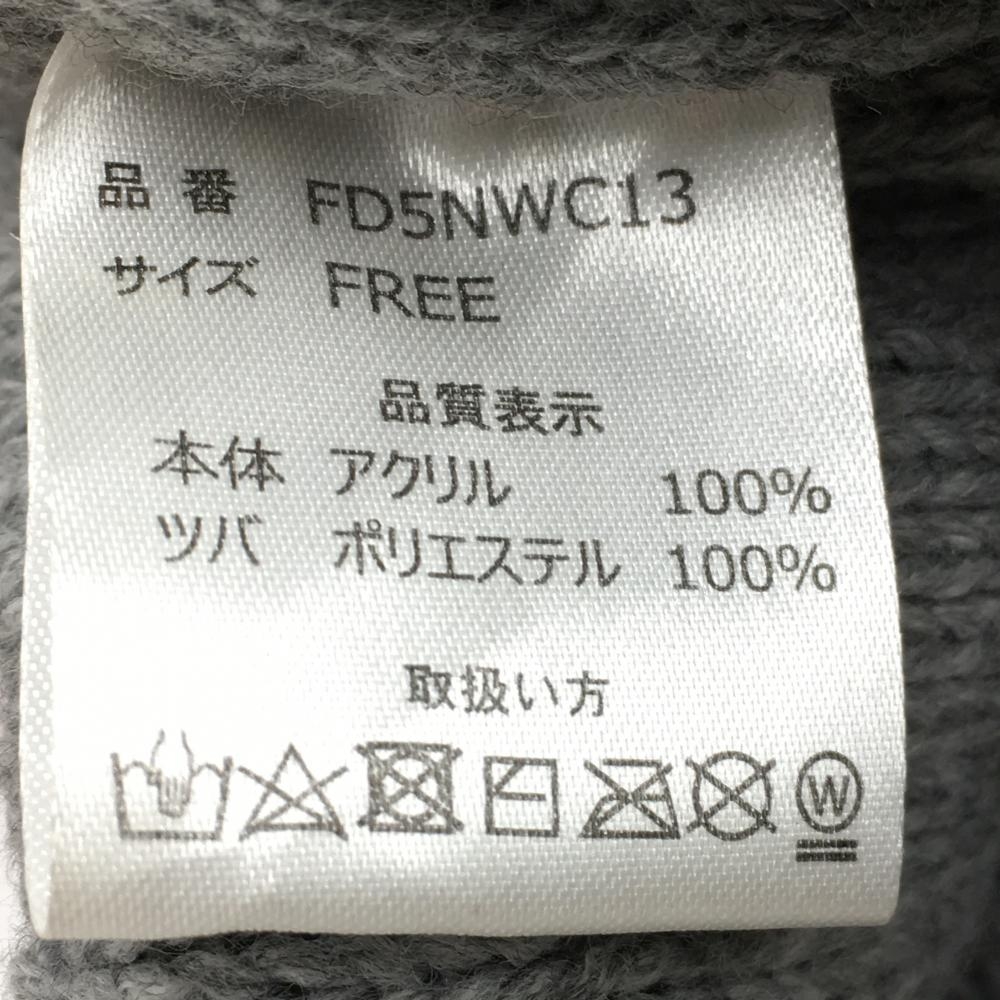 品番 FD5NWC13
サイズ FREE
品質表示
本体 アクリル 100%
ツバ ポリエステル 100%
取扱い方
W